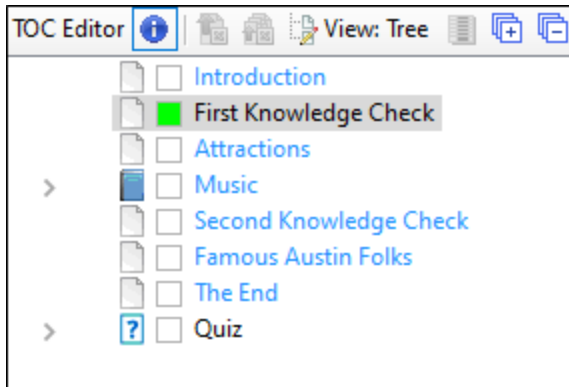 TOC Editor View: Tree
Introduction
First Knowledge Check
Attractions
Music
Second Knowledge Check
Famous Austin Folks
The End
? Quiz